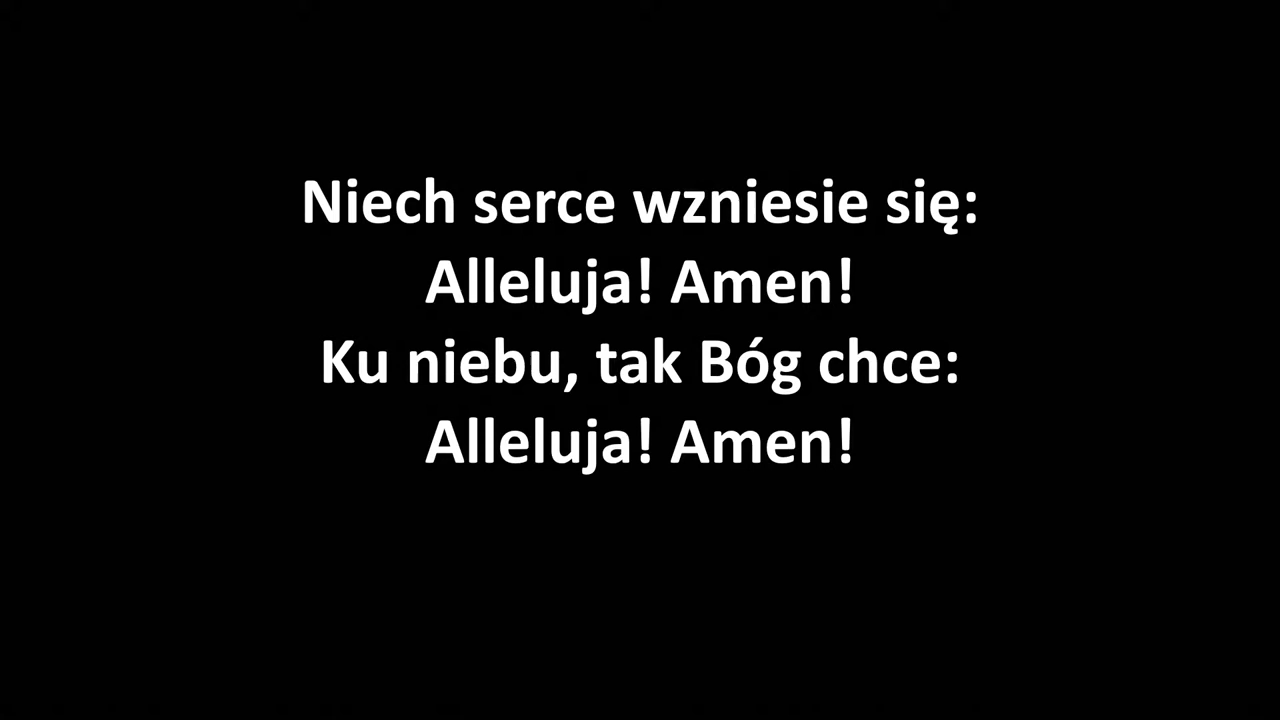 Niech serce wzniesie się:
Alleluja! Amen!
Ku niebu, tak Bóg chce:
Alleluja! Amen!